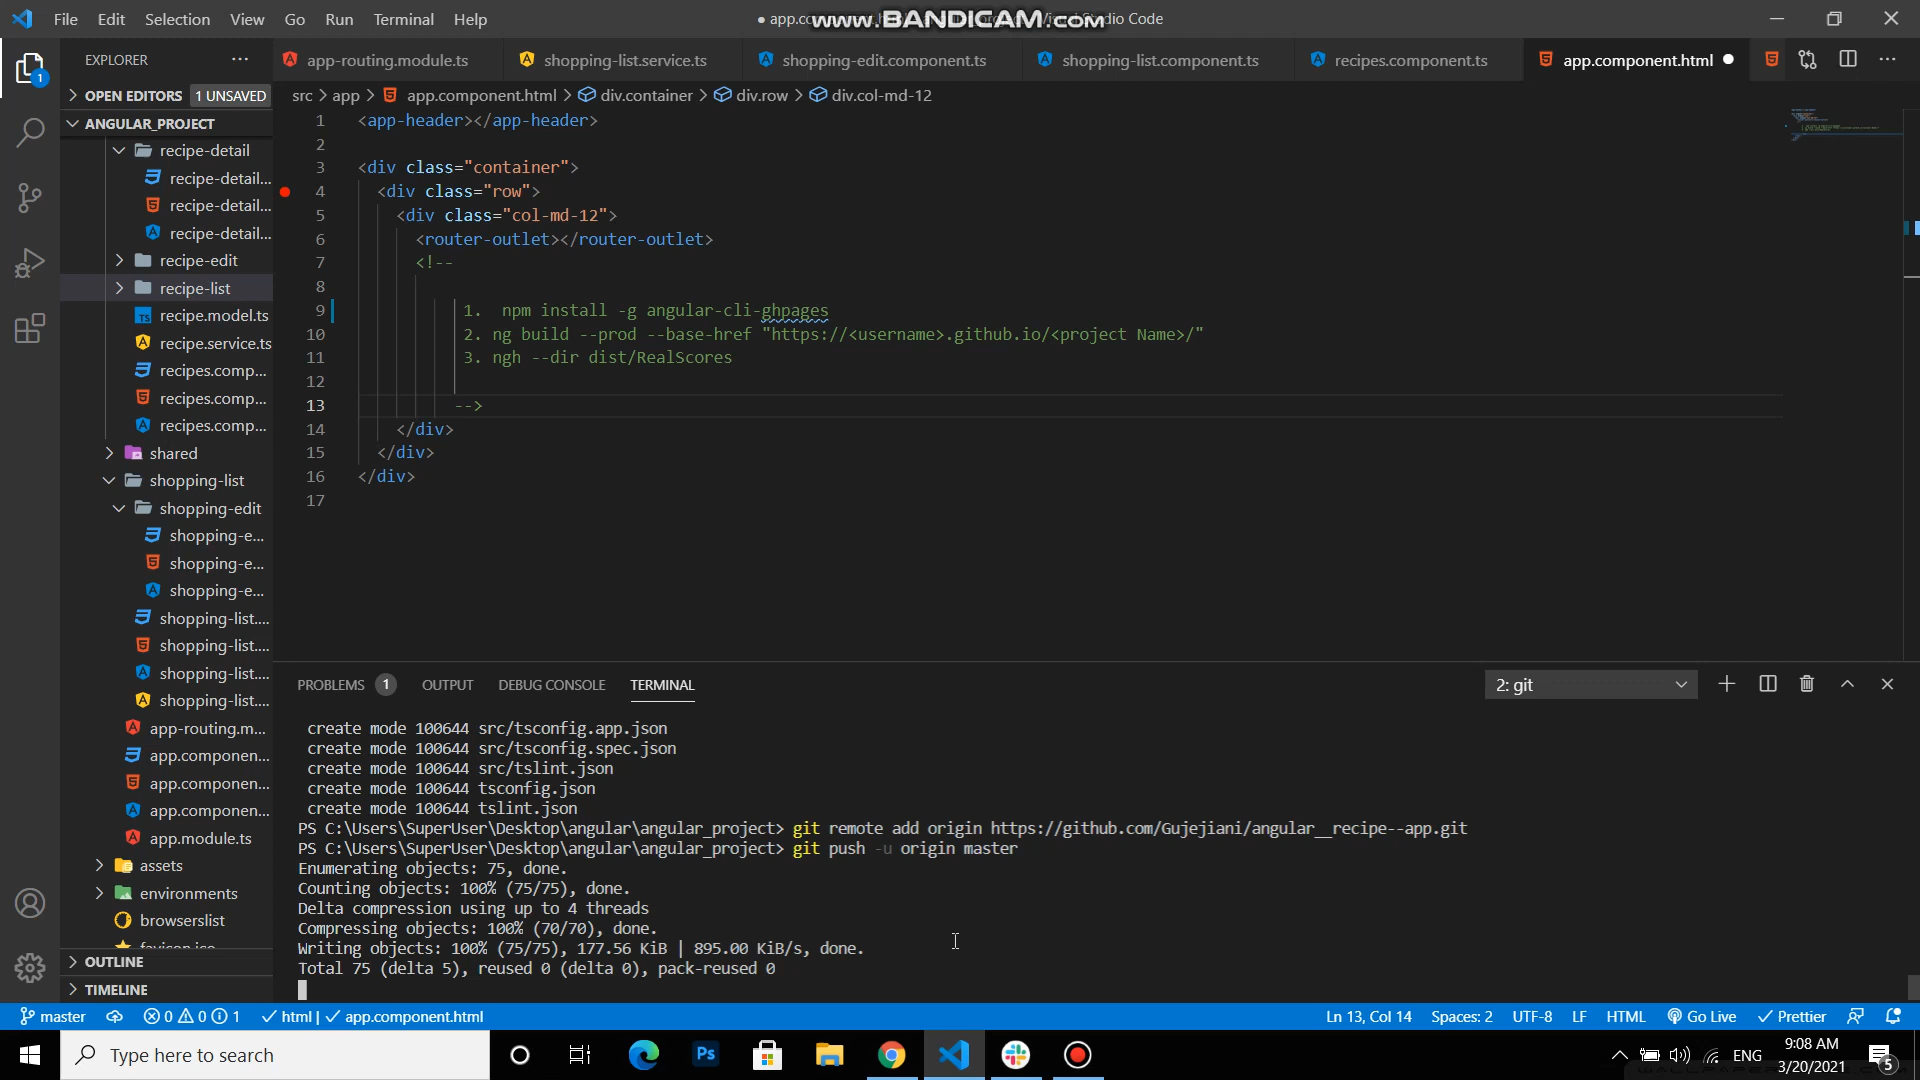 File Edit Selection View Go Run Terminal Help
www.BANDICAM.com
Visual Studio Code
EXPLORER
app-routing.module.ts
shopping-list.service.ts
shopping-edit.component.ts
shopping-list.component.ts
recipes.component.ts
app.component.html
OPEN EDITORS 1 UNSAVED
ANGULAR_PROJECT
recipe-detail
recipe-detail...
recipe-detail...
recipe-detail...
recipe-edit
recipe-list
recipe.model.ts
recipe.service.ts
recipes.comp...
recipes.comp...
recipes.comp...
shared
shopping-list
shopping-edit
shopping-e...
shopping-e...
shopping-e...
shopping-list....
shopping-list....
shopping-list....
shopping-list....
app-routing.m...
app.componen...
app.componen...
app.componen...
app.module.ts
assets
environments
browserslist
favicon.ico
OUTLINE
TIMELINE
src > app > app.component.html > div.container > div.row > div.col-md-12
1 <app-header></app-header>
2
3 <div class="container">
4 <div class="row">
5 <div class="col-md-12">
6 <router-outlet></router-outlet>
7 <!--
8
9 1. npm install -g angular-cli-ghpages
10 2. ng build --prod --base-href "https://<username>.github.io/<project Name>/"
11 3. ngh --dir dist/RealScores
12
13 -->
14 </div>
15 </div>
16 </div>
17
PROBLEMS 1 OUTPUT DEBUG CONSOLE TERMINAL
2: git
create mode 100644 src/tsconfig.app.json
create mode 100644 src/tsconfig.spec.json
create mode 100644 src/tslint.json
create mode 100644 tsconfig.json
create mode 100644 tslint.json
PS C:\Users\SuperUser\Desktop\angular\angular_project> git remote add origin https://github.com/Gujejiani/angular__recipe--app.git
PS C:\Users\SuperUser\Desktop\angular\angular_project> git push -u origin master
Enumerating objects: 75, done.
Counting objects: 100% (75/75), done.
Delta compression using up to 4 threads
Compressing objects: 100% (70/70), done.
Writing objects: 100% (75/75), 177.56 KiB | 895.00 KiB/s, done.
Total 75 (delta 5), reused 0 (delta 0), pack-reused 0
master
0 0 1
html | app.component.html
Ln 13, Col 14 Spaces: 2 UTF-8 LF HTML Go Live Prettier
Type here to search
Ps
ENG
9:08 AM
3/20/2021
5